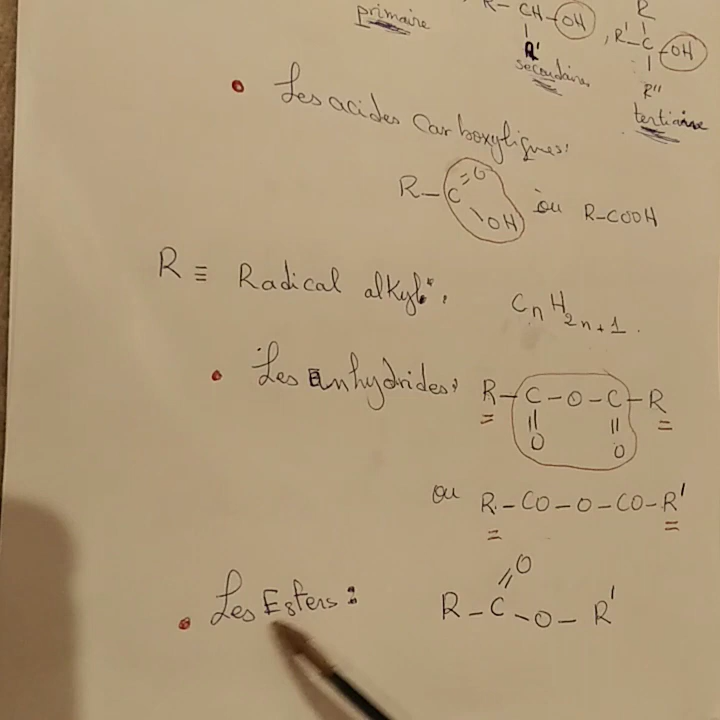 primaire
R-CH-OH
R'
secondaire
R
, R'-C-OH
R"
tertiaire
• Les acides Carboxyliques:
R-C=O
\OH ou R-COOH
R ≡ Radical alkyl: CnH2n+1.
• Les Anhydrides: R-C-O-C-R
O O
ou R-CO-O-CO-R'
• Les Esters: R-C-O-R'
O